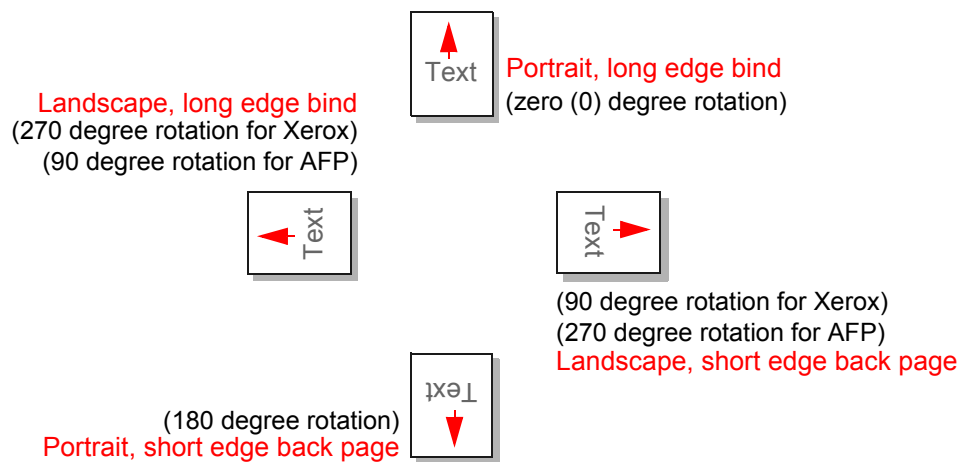 Text
Portrait, long edge bind
(zero (0) degree rotation)
Landscape, long edge bind
(270 degree rotation for Xerox)
(90 degree rotation for AFP)
Text
Text
(90 degree rotation for Xerox)
(270 degree rotation for AFP)
Landscape, short edge back page
Text
(180 degree rotation)
Portrait, short edge back page